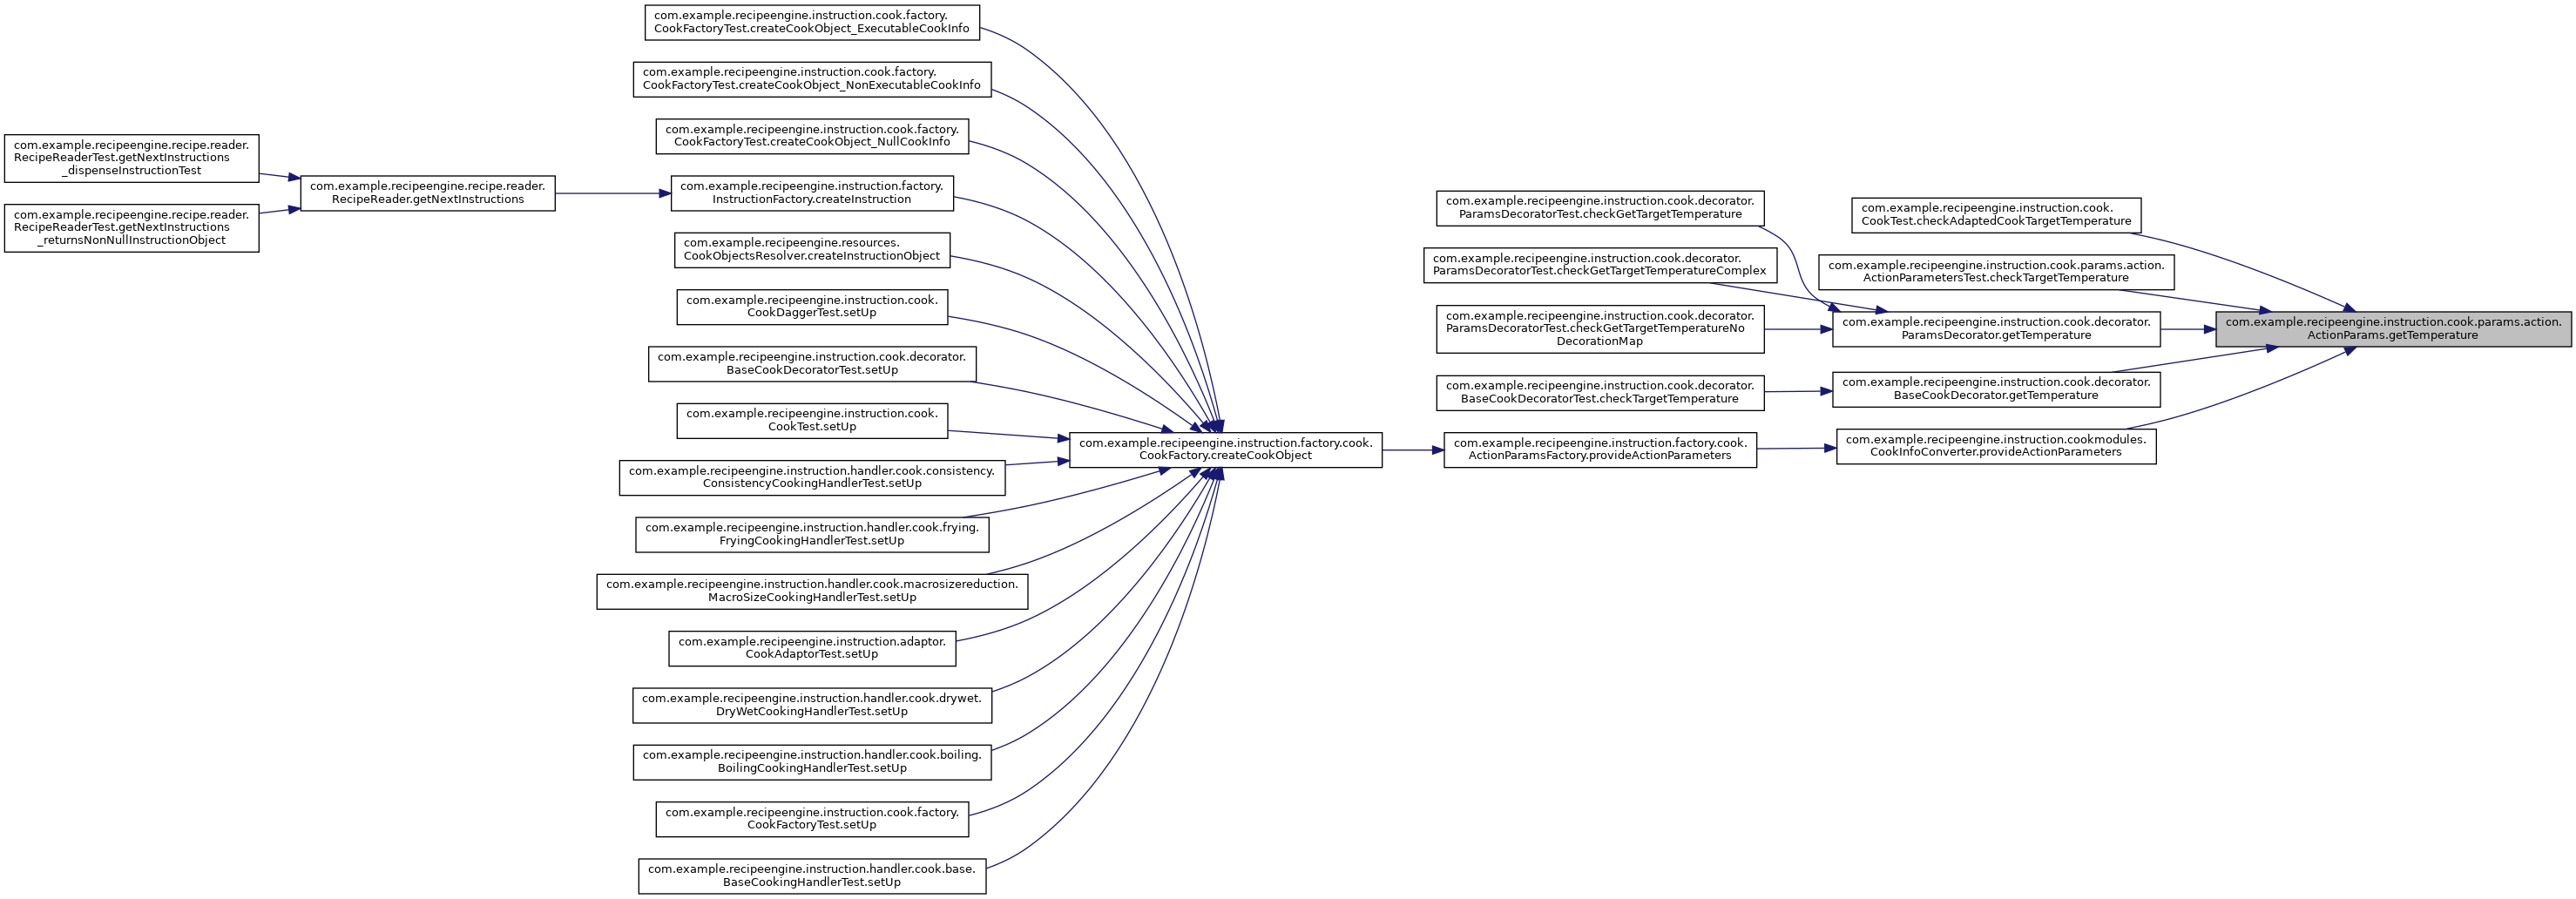 com.example.recipeengine.recipe.reader.
RecipeReaderTest.getNextInstructions
_dispenseInstructionTest
com.example.recipeengine.recipe.reader.
RecipeReaderTest.getNextInstructions
_returnsNonNullInstructionObject
com.example.recipeengine.recipe.reader.
RecipeReader.getNextInstructions
com.example.recipeengine.instruction.cook.factory.
CookFactoryTest.createCookObject_ExecutableCookInfo
com.example.recipeengine.instruction.cook.factory.
CookFactoryTest.createCookObject_NonExecutableCookInfo
com.example.recipeengine.instruction.cook.factory.
CookFactoryTest.createCookObject_NullCookInfo
com.example.recipeengine.instruction.factory.
InstructionFactory.createInstruction
com.example.recipeengine.resources.
CookObjectsResolver.createInstructionObject
com.example.recipeengine.instruction.cook.
CookDaggerTest.setUp
com.example.recipeengine.instruction.cook.decorator.
BaseCookDecoratorTest.setUp
com.example.recipeengine.instruction.cook.
CookTest.setUp
com.example.recipeengine.instruction.handler.cook.consistency.
ConsistencyCookingHandlerTest.setUp
com.example.recipeengine.instruction.handler.cook.frying.
FryingCookingHandlerTest.setUp
com.example.recipeengine.instruction.handler.cook.macrosizereduction.
MacroSizeCookingHandlerTest.setUp
com.example.recipeengine.instruction.adaptor.
CookAdaptorTest.setUp
com.example.recipeengine.instruction.handler.cook.drywet.
DryWetCookingHandlerTest.setUp
com.example.recipeengine.instruction.handler.cook.boiling.
BoilingCookingHandlerTest.setUp
com.example.recipeengine.instruction.cook.factory.
CookFactoryTest.setUp
com.example.recipeengine.instruction.handler.cook.base.
BaseCookingHandlerTest.setUp
com.example.recipeengine.instruction.factory.cook.
CookFactory.createCookObject
com.example.recipeengine.instruction.cook.decorator.
ParamsDecoratorTest.checkGetTargetTemperature
com.example.recipeengine.instruction.cook.decorator.
ParamsDecoratorTest.checkGetTargetTemperatureComplex
com.example.recipeengine.instruction.cook.decorator.
ParamsDecoratorTest.checkGetTargetTemperatureNo
DecorationMap
com.example.recipeengine.instruction.cook.decorator.
BaseCookDecoratorTest.checkTargetTemperature
com.example.recipeengine.instruction.factory.cook.
ActionParamsFactory.provideActionParameters
com.example.recipeengine.instruction.cook.
CookTest.checkAdaptedCookTargetTemperature
com.example.recipeengine.instruction.cook.params.action.
ActionParametersTest.checkTargetTemperature
com.example.recipeengine.instruction.cook.decorator.
ParamsDecorator.getTemperature
com.example.recipeengine.instruction.cook.decorator.
BaseCookDecorator.getTemperature
com.example.recipeengine.instruction.cookmodules.
CookInfoConverter.provideActionParameters
com.example.recipeengine.instruction.cook.params.action.
ActionParams.getTemperature